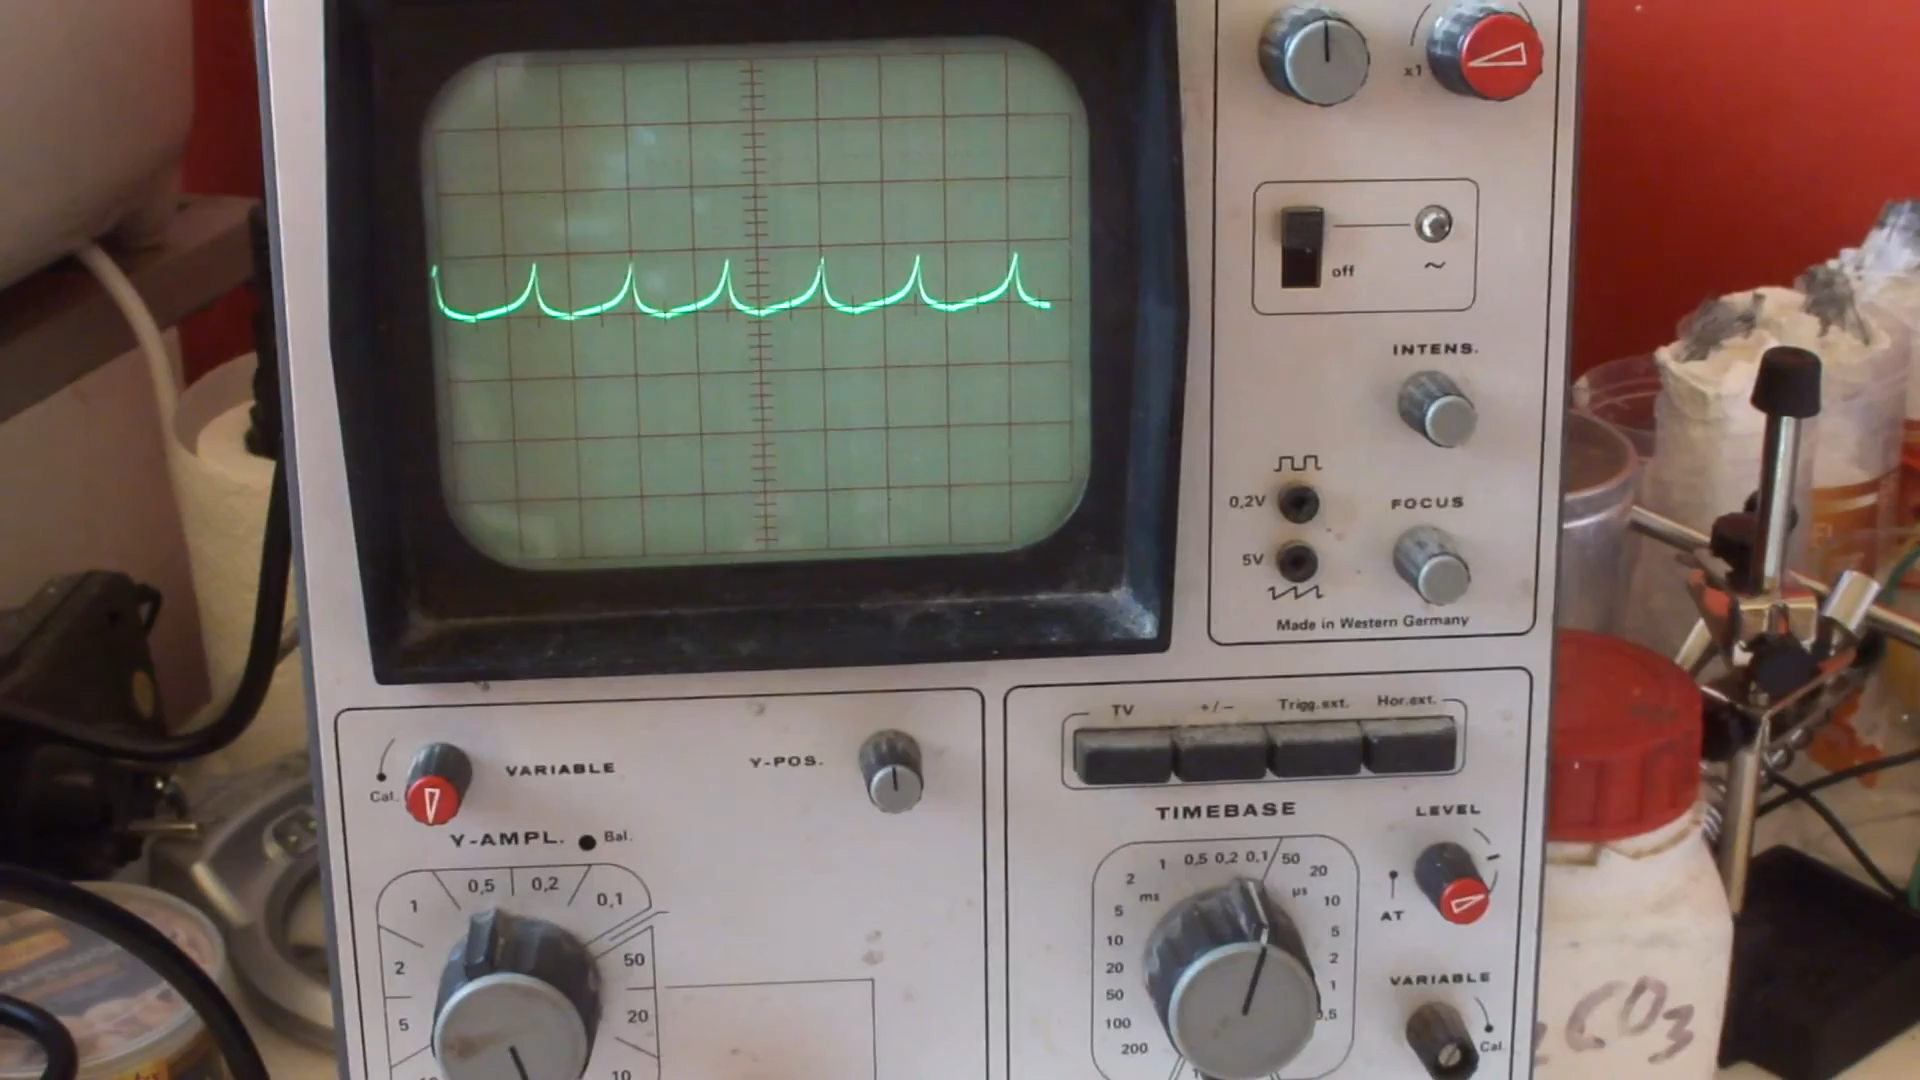 x1
off
~
INTENS.
0,2V
FOCUS
5V
Made in Western Germany
TV +/− Trigg.ext. Hor.ext.
VARIABLE
Cal.
Y-POS.
Y-AMPL. Bal.
0,5 0,2
1 0,1
2 50
5 20
10
TIMEBASE
LEVEL
1 0,5 0,2 0,1 50
2 20
ms µs
5 10
10 5
20 2
50 1
100 0,5
200
AT
VARIABLE
Cal.
CO3